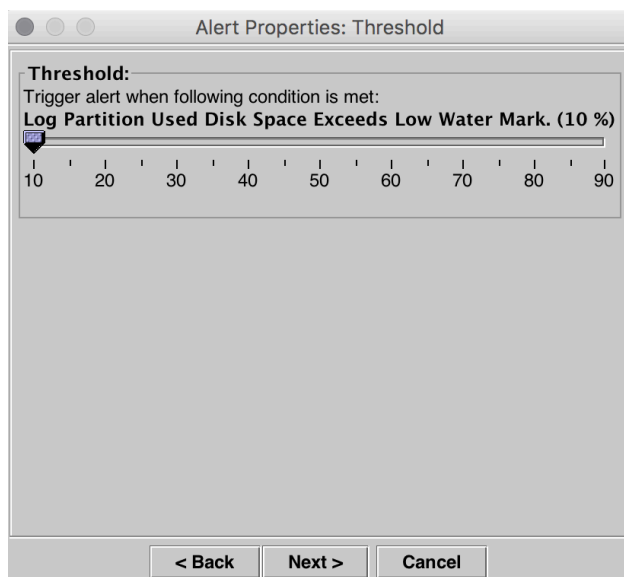 Alert Properties: Threshold
Threshold:
Trigger alert when following condition is met:
Log Partition Used Disk Space Exceeds Low Water Mark. (10 %)
10 20 30 40 50 60 70 80 90
< Back Next > Cancel